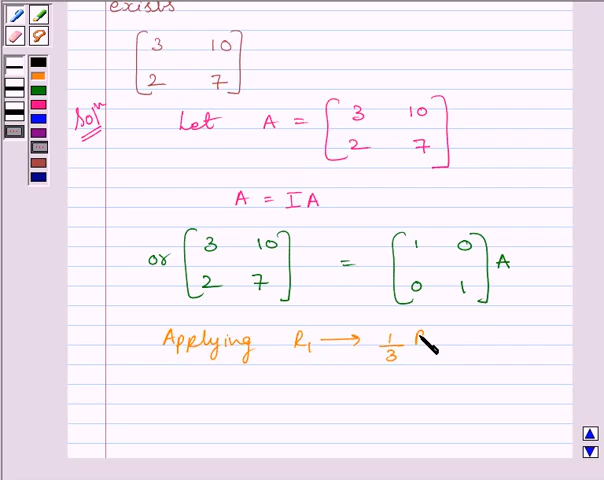 exists
[3 10
2 7]
Solⁿ Let A = [3 10
2 7]
A = IA
or [3 10
2 7] = [1 0
0 1] A
Applying R₁ → 1/3 R